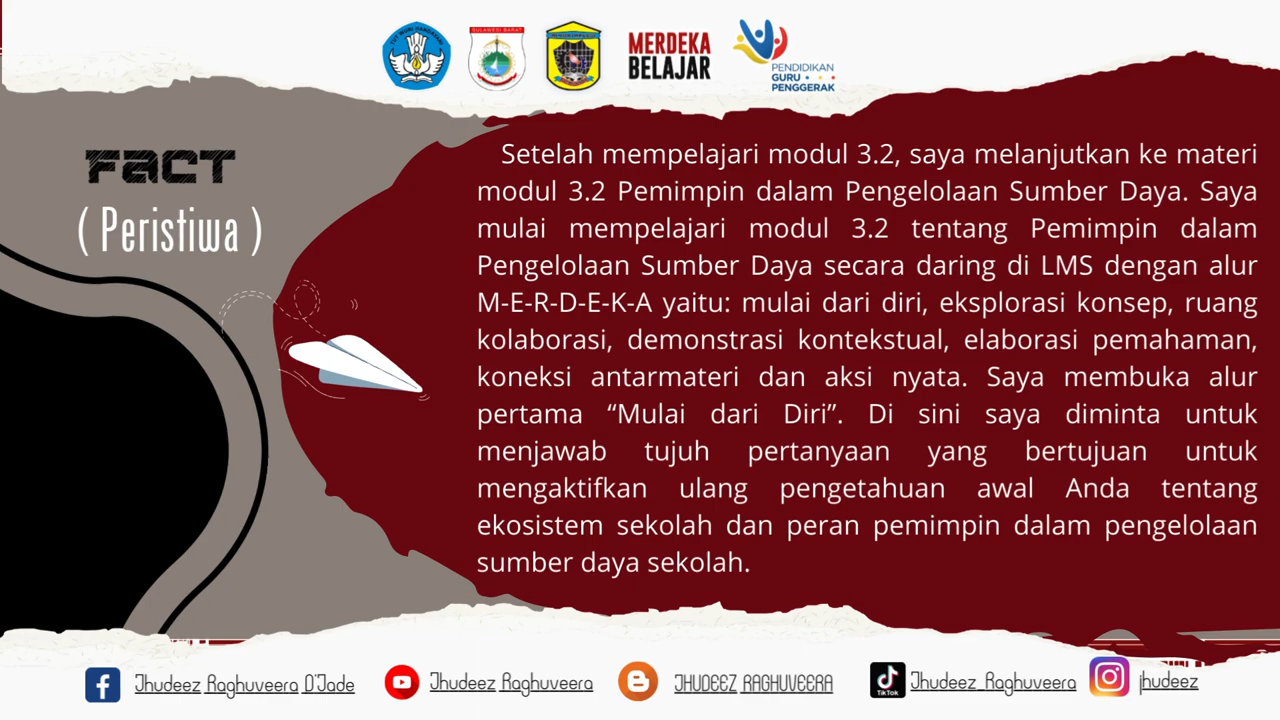 SULAWESI BARAT
MERDEKA
BELAJAR
PENDIDIKAN
GURU
PENGGERAK
FACT
( Peristiwa )
Setelah mempelajari modul 3.2, saya melanjutkan ke materi
modul 3.2 Pemimpin dalam Pengelolaan Sumber Daya. Saya
mulai mempelajari modul 3.2 tentang Pemimpin dalam
Pengelolaan Sumber Daya secara daring di LMS dengan alur
M-E-R-D-E-K-A yaitu: mulai dari diri, eksplorasi konsep, ruang
kolaborasi, demonstrasi kontekstual, elaborasi pemahaman,
koneksi antarmateri dan aksi nyata. Saya membuka alur
pertama “Mulai dari Diri”. Di sini saya diminta untuk
menjawab tujuh pertanyaan yang bertujuan untuk
mengaktifkan ulang pengetahuan awal Anda tentang
ekosistem sekolah dan peran pemimpin dalam pengelolaan
sumber daya sekolah.
Jhudeez Raghuveera D'Jade
Jhudeez Raghuveera
JHUDEEZ RAGHUVEERA
TikTok
Jhudeez_Raghuveera
jhudeez